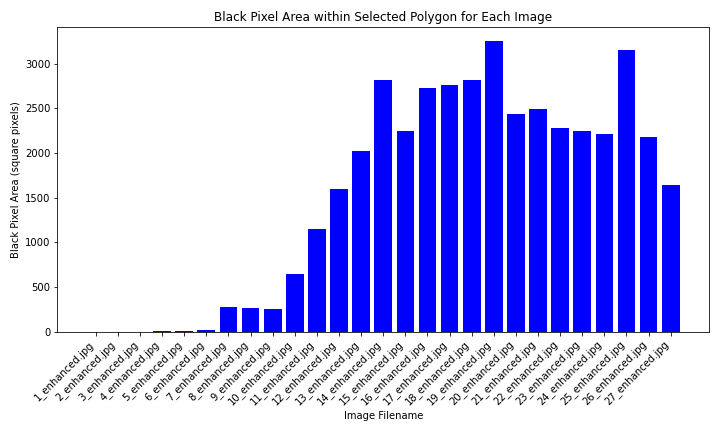 Black Pixel Area within Selected Polygon for Each Image
Black Pixel Area (square pixels)
3000
2500
2000
1500
1000
500
0
1_enhanced.jpg
2_enhanced.jpg
3_enhanced.jpg
4_enhanced.jpg
5_enhanced.jpg
6_enhanced.jpg
7_enhanced.jpg
8_enhanced.jpg
9_enhanced.jpg
10_enhanced.jpg
11_enhanced.jpg
12_enhanced.jpg
13_enhanced.jpg
14_enhanced.jpg
15_enhanced.jpg
16_enhanced.jpg
17_enhanced.jpg
18_enhanced.jpg
19_enhanced.jpg
20_enhanced.jpg
21_enhanced.jpg
22_enhanced.jpg
23_enhanced.jpg
24_enhanced.jpg
25_enhanced.jpg
26_enhanced.jpg
27_enhanced.jpg
Image Filename